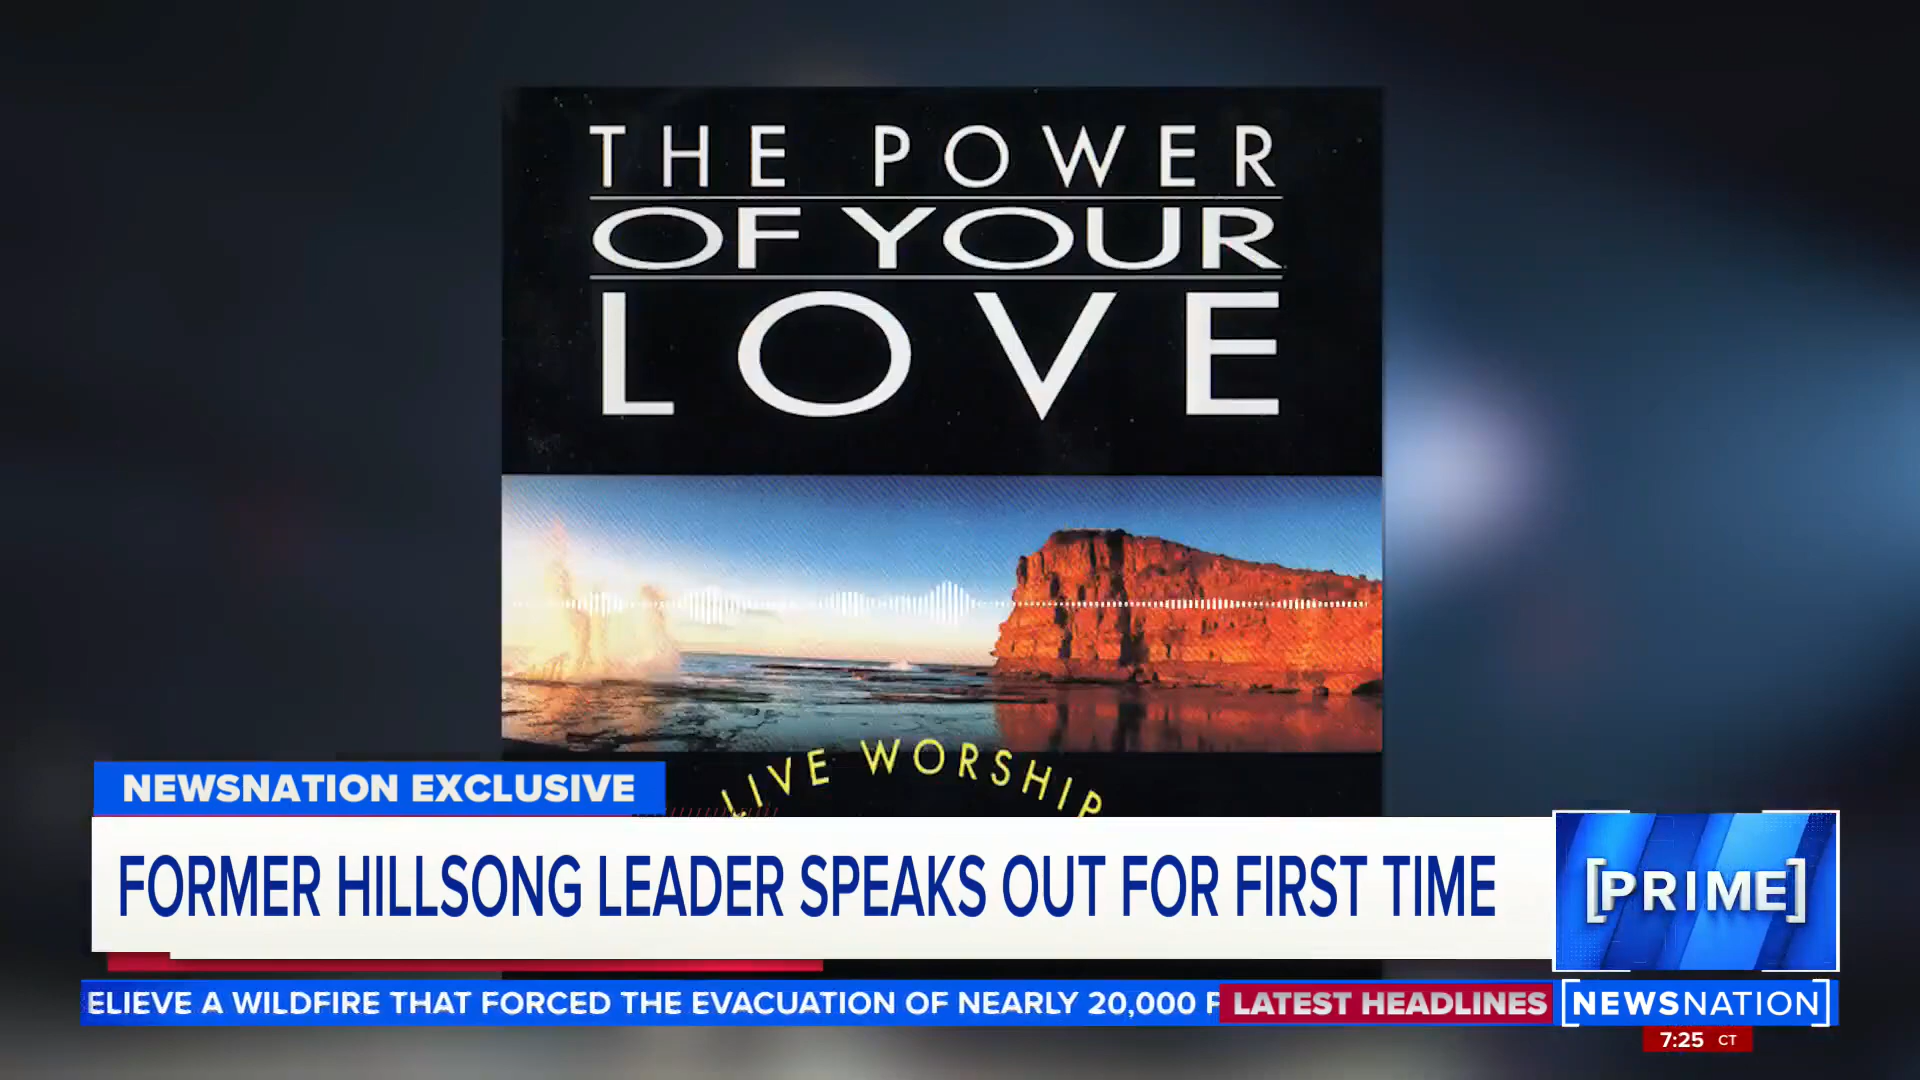 THE POWER
OF YOUR
LOVE
LIVE WORSHIP
NEWSNATION EXCLUSIVE
FORMER HILLSONG LEADER SPEAKS OUT FOR FIRST TIME
[PRIME]
ELIEVE A WILDFIRE THAT FORCED THE EVACUATION OF NEARLY 20,000
LATEST HEADLINES
[NEWSNATION]
7:25 CT